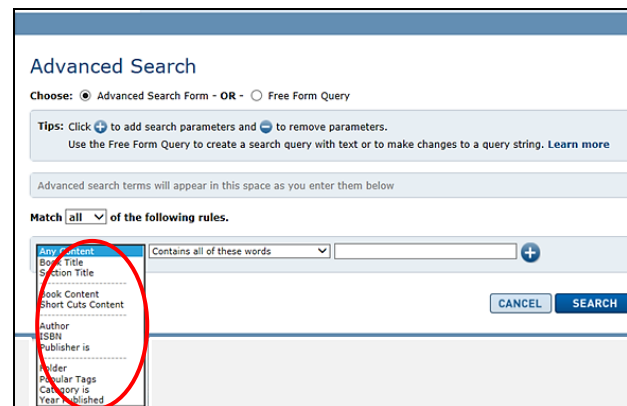 Advanced Search
Choose: Advanced Search Form - OR - Free Form Query
Tips: Click to add search parameters and to remove parameters.
Use the Free Form Query to create a search query with text or to make changes to a query string. Learn more
Advanced search terms will appear in this space as you enter them below
Match all of the following rules.
Any Content Contains all of these words
Book Title
Section Title
Book Content
Short Cuts Content
CANCEL SEARCH
Author
ISBN
Publisher is
Folder
Popular Tags
Category is
Year Published